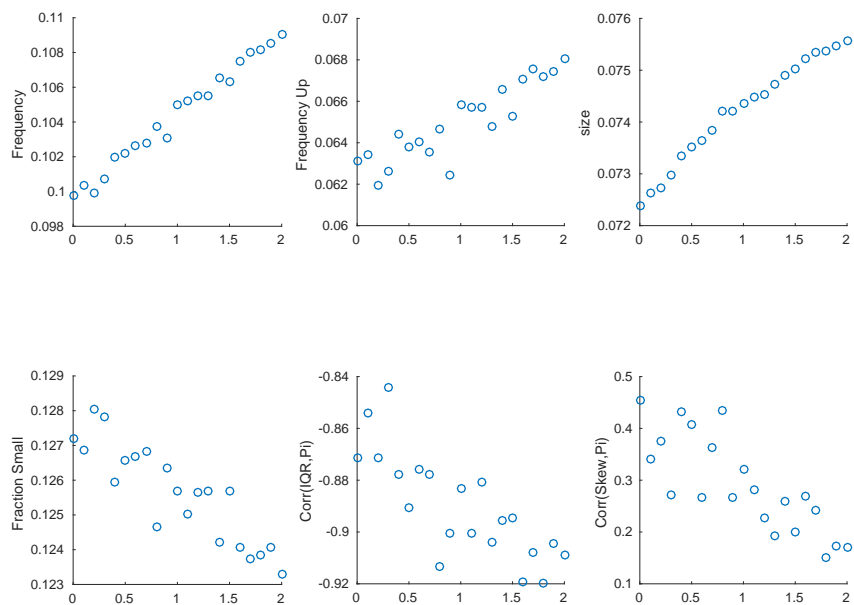 Frequency
0.11
0.108
0.106
0.104
0.102
0.1
0.098
0 0.5 1 1.5 2
Frequency Up
0.07
0.068
0.066
0.064
0.062
0.06
0 0.5 1 1.5 2
size
0.076
0.075
0.074
0.073
0.072
0 0.5 1 1.5 2
Fraction Small
0.129
0.128
0.127
0.126
0.125
0.124
0.123
0 0.5 1 1.5 2
Corr(IQR,Pi)
-0.84
-0.86
-0.88
-0.9
-0.92
0 0.5 1 1.5 2
Corr(Skew,Pi)
0.5
0.4
0.3
0.2
0.1
0 0.5 1 1.5 2